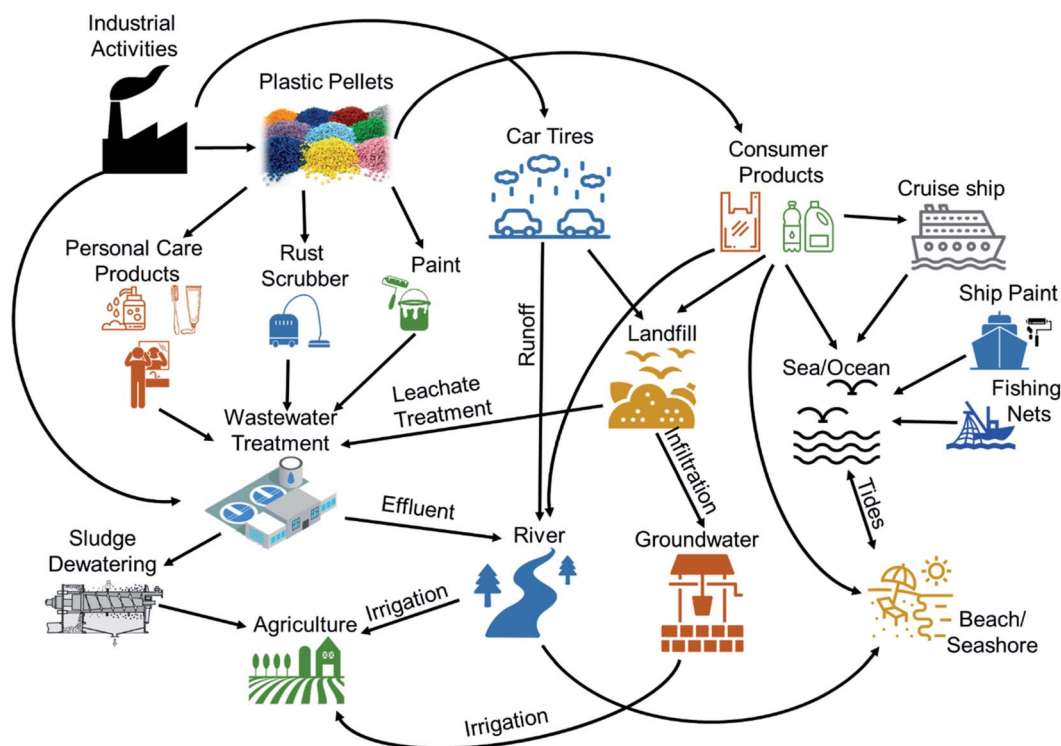 Industrial
Activities
Plastic Pellets
Car Tires
Consumer
Products
Cruise ship
Personal Care
Products
Rust
Scrubber
Paint
Ship Paint
Runoff
Landfill
Sea/Ocean
Fishing
Nets
Leachate
Treatment
Wastewater
Treatment
Infiltration
Tides
Effluent
Sludge
Dewatering
River
Groundwater
Irrigation
Agriculture
Beach/
Seashore
Irrigation